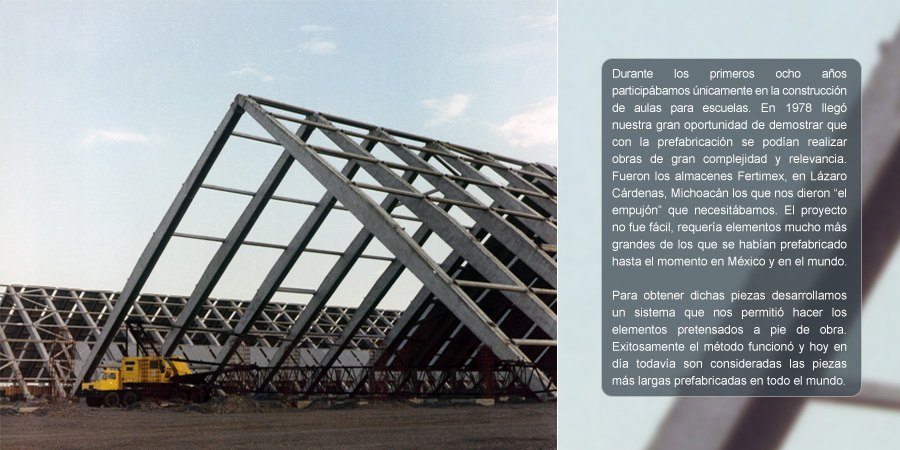 Durante los primeros ocho años
participábamos únicamente en la construcción
de aulas para escuelas. En 1978 llegó
nuestra gran oportunidad de demostrar que
con la prefabricación se podían realizar
obras de gran complejidad y relevancia.
Fueron los almacenes Fertimex, en Lázaro
Cárdenas, Michoacán los que nos dieron “el
empujón” que necesitábamos. El proyecto
no fue fácil, requería elementos mucho más
grandes de los que se habían prefabricado
hasta el momento en México y en el mundo.
Para obtener dichas piezas desarrollamos
un sistema que nos permitió hacer los
elementos pretensados a pie de obra.
Exitosamente el método funcionó y hoy en
día todavía son consideradas las piezas
más largas prefabricadas en todo el mundo.